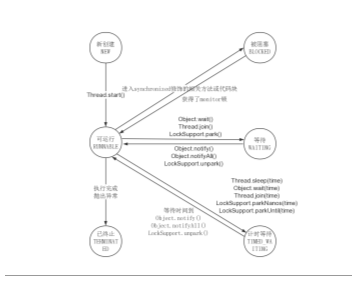 新创建
NEW
被阻塞
BLOCKED
进入synchronized修饰的方法或代码块
获得了monitor锁
Thread.start()
Object.wait()
Thread.join()
LockSupport.park()
可运行
RUNNABLE
等待
WAITING
Object.notify()
Object.notifyAll()
LockSupport.unpark()
Thread.sleep(time)
Object.wait(time)
Thread.join(time)
LockSupport.parkNanos(time)
LockSupport.parkUntil(time)
执行完成
抛出异常
等待时间到
Object.notify()
Object.notifyAll()
LockSupport.unpark()
已终止
TERMINAT
ED
计时等待
TIMED_WA
ITING